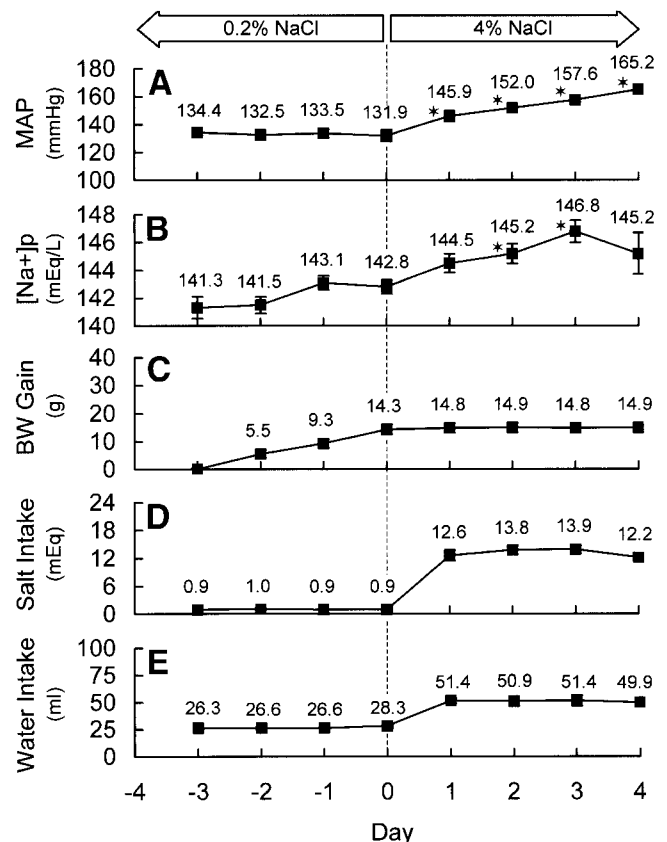 0.2% NaCl 4% NaCl
A
MAP
(mmHg)
180
160
140
120
100
134.4 132.5 133.5 131.9 145.9 152.0 157.6 165.2
* * * *
B
[Na+]p
(mEq/L)
148
146
144
142
140
141.3 141.5 143.1 142.8 144.5 145.2 146.8 145.2
* *
C
BW Gain
(g)
40
30
20
10
0
5.5 9.3 14.3 14.8 14.9 14.8 14.9
D
Salt Intake
(mEq)
24
18
12
6
0
0.9 1.0 0.9 0.9 12.6 13.8 13.9 12.2
E
Water Intake
(ml)
100
75
50
25
0
26.3 26.6 26.6 28.3 51.4 50.9 51.4 49.9
-4 -3 -2 -1 0 1 2 3 4
Day